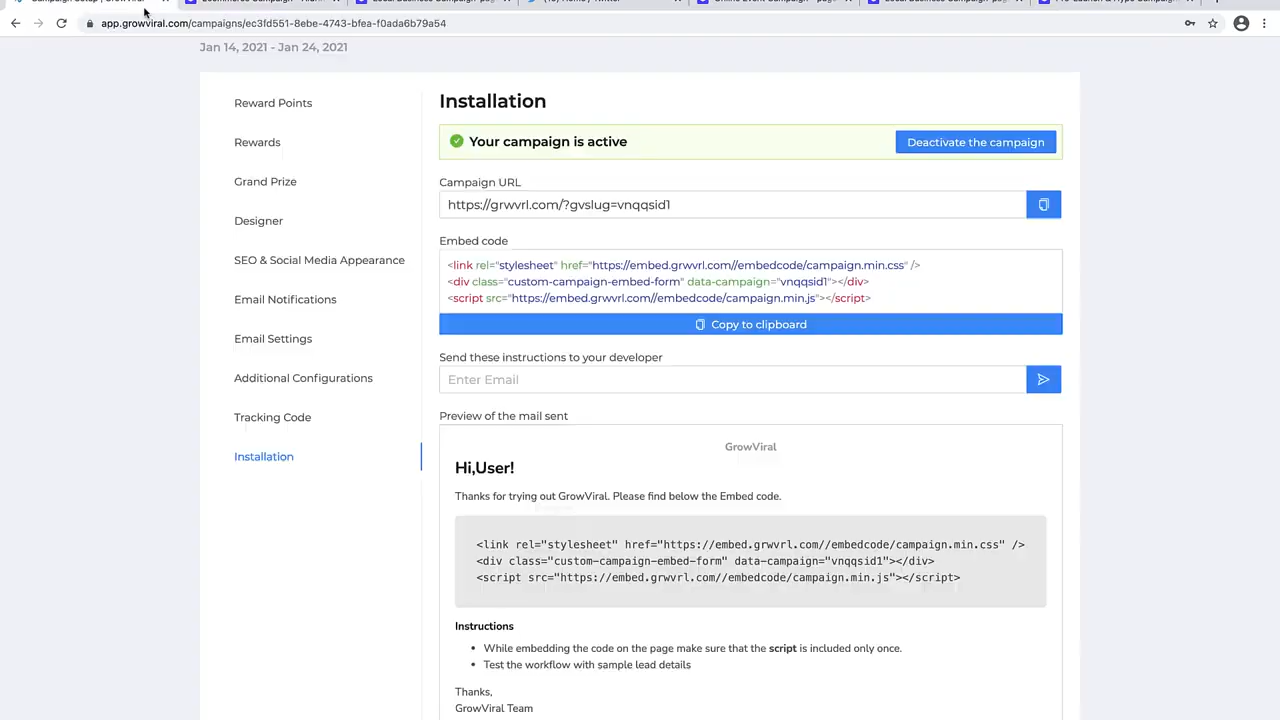 app.growviral.com/campaigns/ec3fd551-8ebe-4743-bfea-f0ada6b79a54
Jan 14, 2021 - Jan 24, 2021
Reward Points
Rewards
Grand Prize
Designer
SEO & Social Media Appearance
Email Notifications
Email Settings
Additional Configurations
Tracking Code
Installation
Installation
Your campaign is active
Deactivate the campaign
Campaign URL
https://grwvrl.com/?gvslug=vnqqsid1
Embed code
<link rel="stylesheet" href="https://embed.grwvrl.com//embedcode/campaign.min.css" />
<div class="custom-campaign-embed-form" data-campaign="vnqqsid1"></div>
<script src="https://embed.grwvrl.com//embedcode/campaign.min.js"></script>
Copy to clipboard
Send these instructions to your developer
Enter Email
Preview of the mail sent
GrowViral
Hi,User!
Thanks for trying out GrowViral. Please find below the Embed code.
<link rel="stylesheet" href="https://embed.grwvrl.com//embedcode/campaign.min.css" />
<div class="custom-campaign-embed-form" data-campaign="vnqqsid1"></div>
<script src="https://embed.grwvrl.com//embedcode/campaign.min.js"></script>
Instructions
• While embedding the code on the page make sure that the script is included only once.
• Test the workflow with sample lead details
Thanks,
GrowViral Team